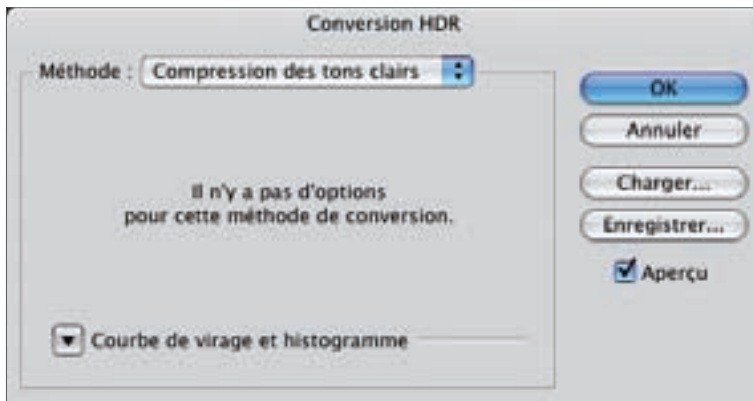 Conversion HDR
Méthode : Compression des tons clairs
OK
Annuler
Il n'y a pas d'options
pour cette méthode de conversion.
Charger...
Enregistrer...
Aperçu
Courbe de virage et histogramme